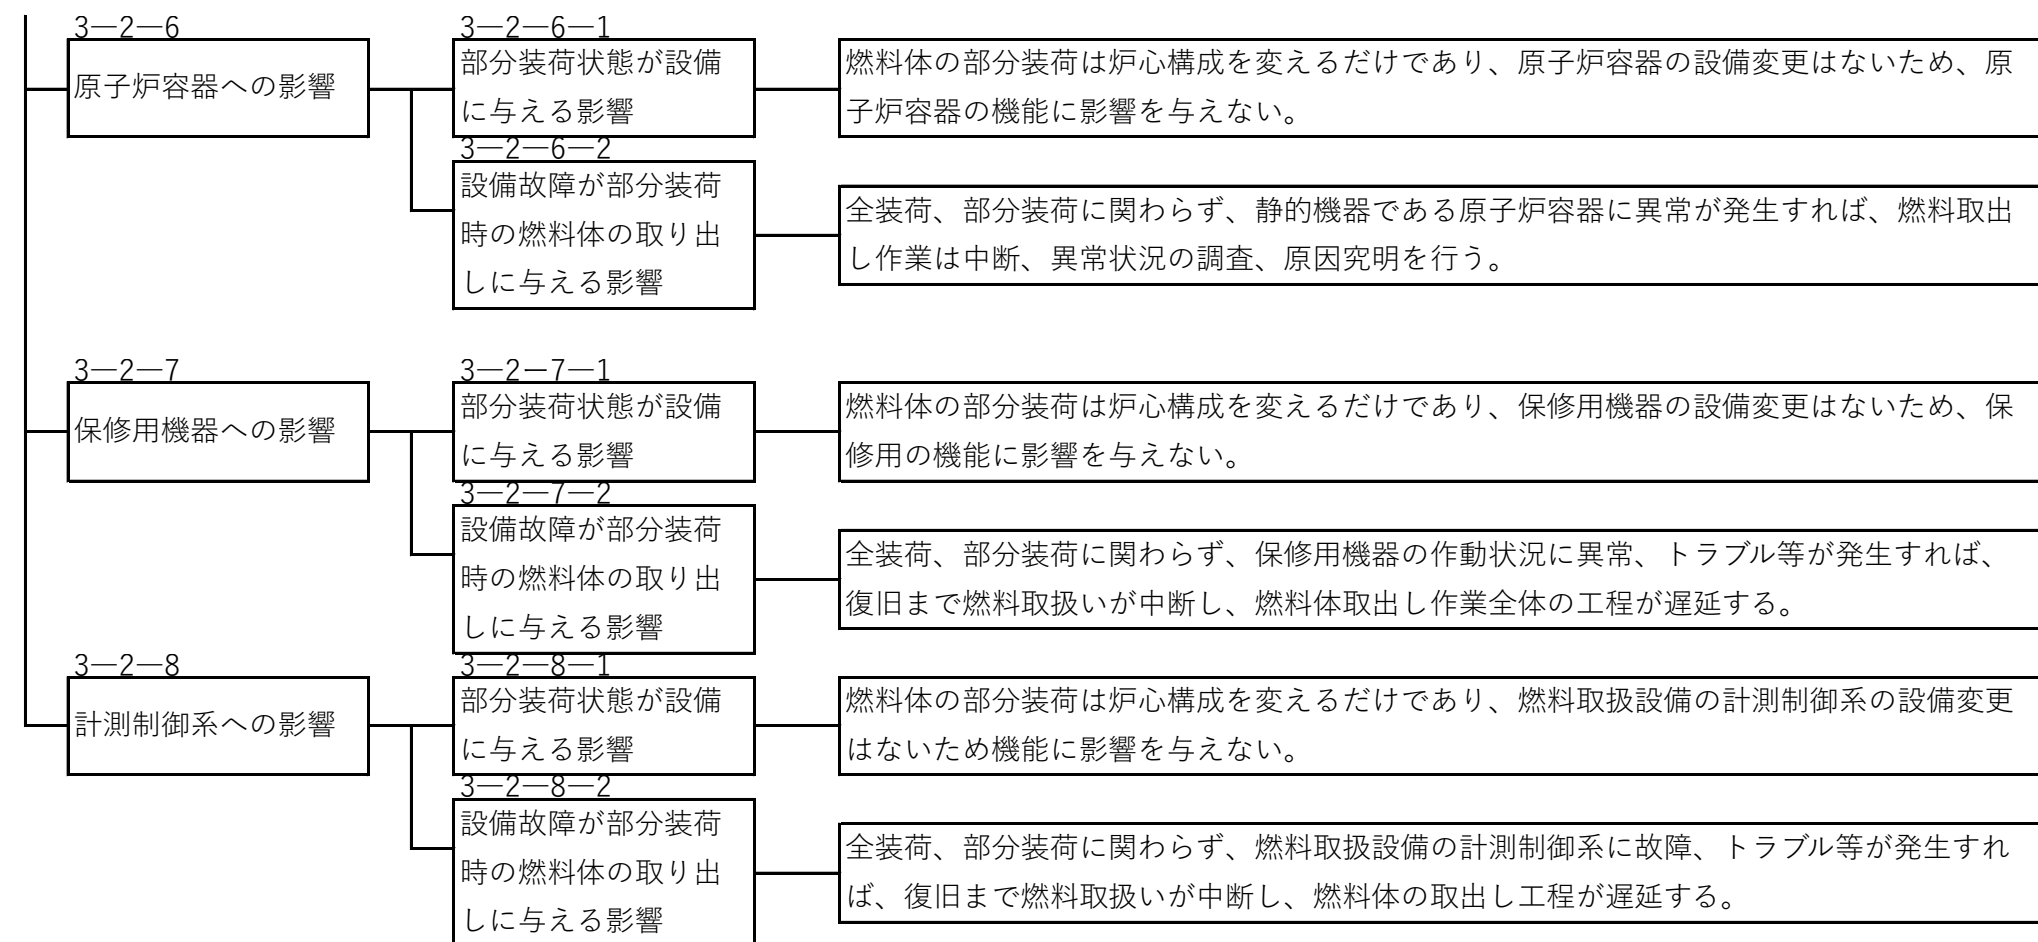 3―2―6
原子炉容器への影響
3―2―6―1
部分装荷状態が設備
に与える影響
燃料体の部分装荷は炉心構成を変えるだけであり、原子炉容器の設備変更はないため、原
子炉容器の機能に影響を与えない。
3―2―6―2
設備故障が部分装荷
時の燃料体の取り出
しに与える影響
全装荷、部分装荷に関わらず、静的機器である原子炉容器に異常が発生すれば、燃料取出
し作業は中断、異常状況の調査、原因究明を行う。
3―2―7
保修用機器への影響
3―2ー7―1
部分装荷状態が設備
に与える影響
燃料体の部分装荷は炉心構成を変えるだけであり、保修用機器の設備変更はないため、保
修用の機能に影響を与えない。
3―2―7―2
設備故障が部分装荷
時の燃料体の取り出
しに与える影響
全装荷、部分装荷に関わらず、保修用機器の作動状況に異常、トラブル等が発生すれば、
復旧まで燃料取扱いが中断し、燃料体取出し作業全体の工程が遅延する。
3―2―8
計測制御系への影響
3―2―8―1
部分装荷状態が設備
に与える影響
燃料体の部分装荷は炉心構成を変えるだけであり、燃料取扱設備の計測制御系の設備変更
はないため機能に影響を与えない。
3―2―8―2
設備故障が部分装荷
時の燃料体の取り出
しに与える影響
全装荷、部分装荷に関わらず、燃料取扱設備の計測制御系に故障、トラブル等が発生すれ
ば、復旧まで燃料取扱いが中断し、燃料体の取出し工程が遅延する。